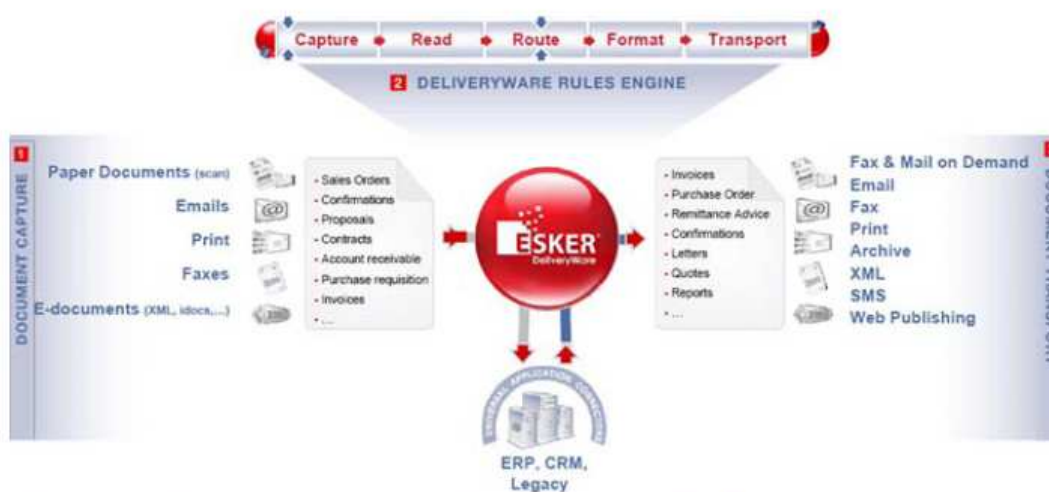 Capture
Read
Route
Format
Transport
2 DELIVERYWARE RULES ENGINE
1
DOCUMENT CAPTURE
Paper Documents (scan)
Emails
Print
Faxes
E-documents (XML, idocs,...)
• Sales Orders
• Confirmations
• Proposals
• Contracts
• Account receivable
• Purchase requisition
• Invoices
• ...
ESKER
DeliveryWare
• Invoices
• Purchase Order
• Remittance Advice
• Confirmations
• Letters
• Quotes
• Reports
• ...
Fax & Mail on Demand
Email
Fax
Print
Archive
XML
SMS
Web Publishing
UNIVERSAL APPLICATION CONNECTORS
ERP, CRM,
Legacy